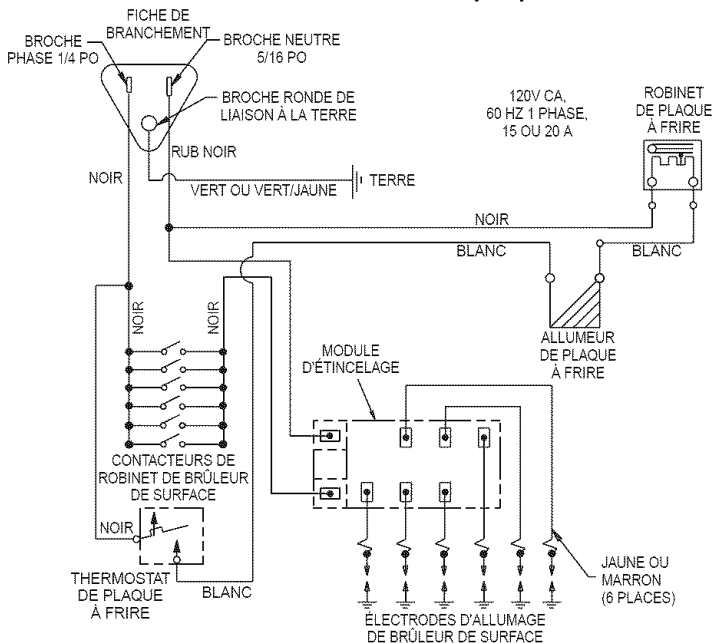 FICHE DE
BRANCHEMENT
BROCHE
PHASE 1/4 PO
BROCHE NEUTRE
5/16 PO
BROCHE RONDE DE
LIAISON À LA TERRE
120V CA,
60 HZ 1 PHASE,
15 OU 20 A
ROBINET
DE PLAQUE
À FRIRE
RUB NOIR
NOIR
VERT OU VERT/JAUNE
TERRE
NOIR
BLANC
BLANC
NOIR
NOIR
ALLUMEUR
DE PLAQUE
À FRIRE
MODULE
D'ÉTINCELAGE
CONTACTEURS DE
ROBINET DE BRÛLEUR
DE SURFACE
NOIR
THERMOSTAT
DE PLAQUE
À FRIRE
BLANC
JAUNE OU
MARRON
(6 PLACES)
ÉLECTRODES D'ALLUMAGE
DE BRÛLEUR DE SURFACE